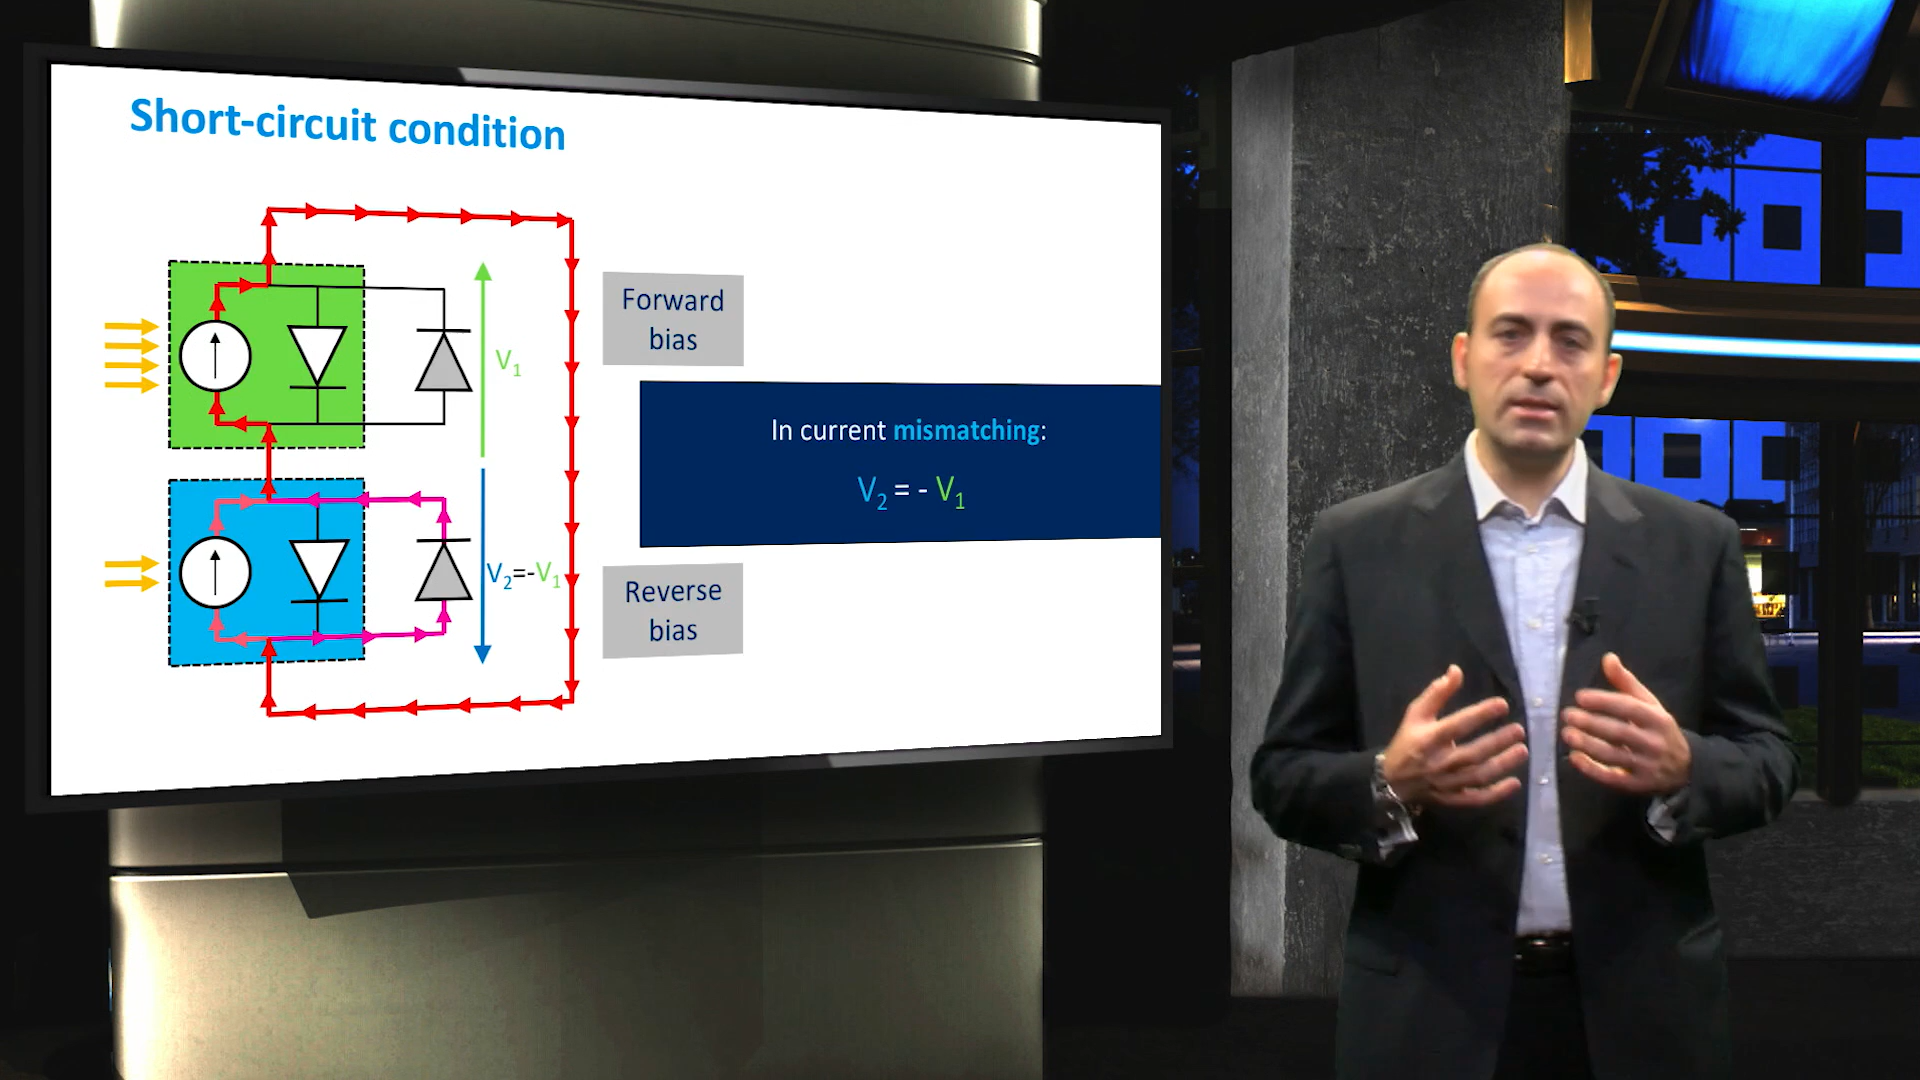 Short-circuit condition
V₁
Forward
bias
In current mismatching:
V₂ = - V₁
V₂=-V₁
Reverse
bias